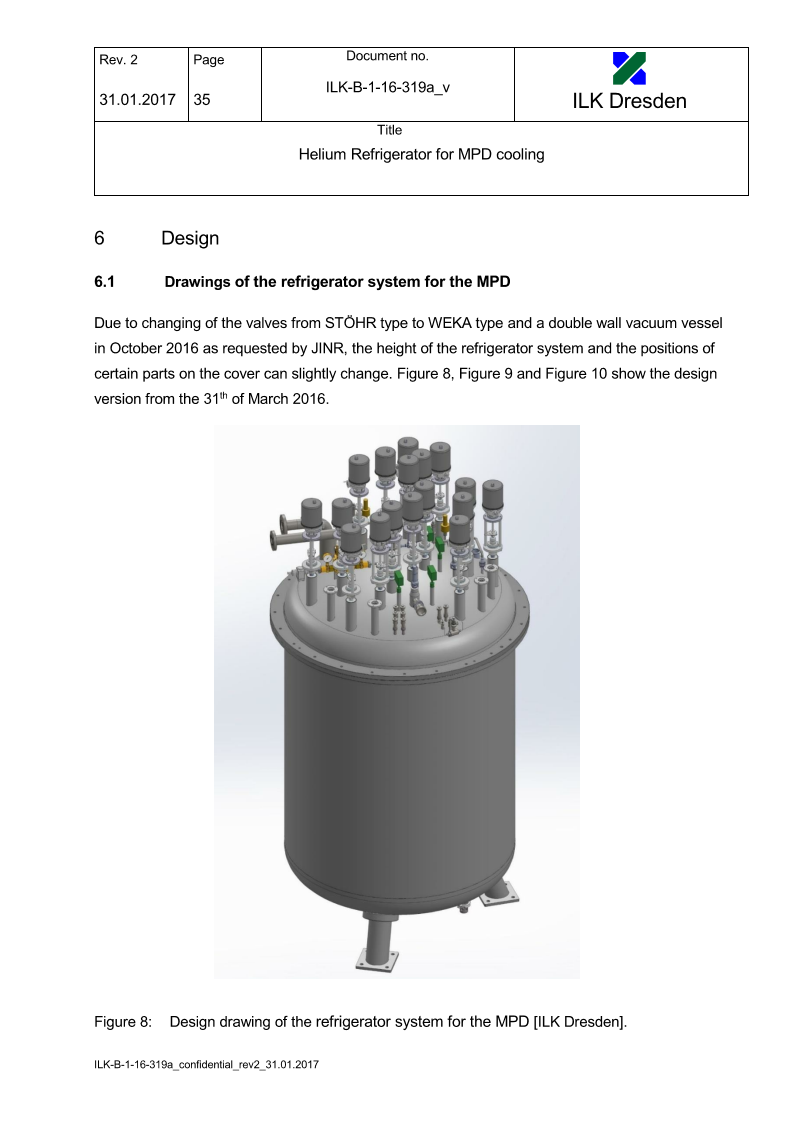 Rev. 2
Page
Document no.
31.01.2017
35
ILK-B-1-16-319a_v
ILK Dresden
Title
Helium Refrigerator for MPD cooling
6 Design
6.1 Drawings of the refrigerator system for the MPD
Due to changing of the valves from STÖHR type to WEKA type and a double wall vacuum vessel
in October 2016 as requested by JINR, the height of the refrigerator system and the positions of
certain parts on the cover can slightly change. Figure 8, Figure 9 and Figure 10 show the design
version from the 31th of March 2016.
Figure 8: Design drawing of the refrigerator system for the MPD [ILK Dresden].
ILK-B-1-16-319a_confidential_rev2_31.01.2017